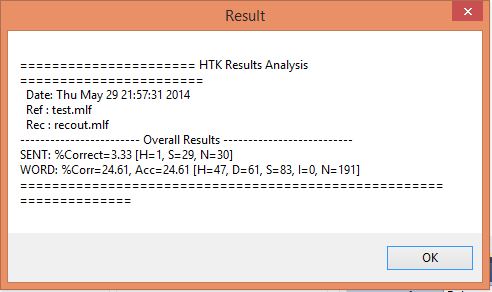 Result
====================== HTK Results Analysis
=======================
Date: Thu May 29 21:57:31 2014
Ref : test.mlf
Rec : recout.mlf
----------------------- Overall Results --------------------------
SENT: %Correct=3.33 [H=1, S=29, N=30]
WORD: %Corr=24.61, Acc=24.61 [H=47, D=61, S=83, I=0, N=191]
=====================================================
==============
OK